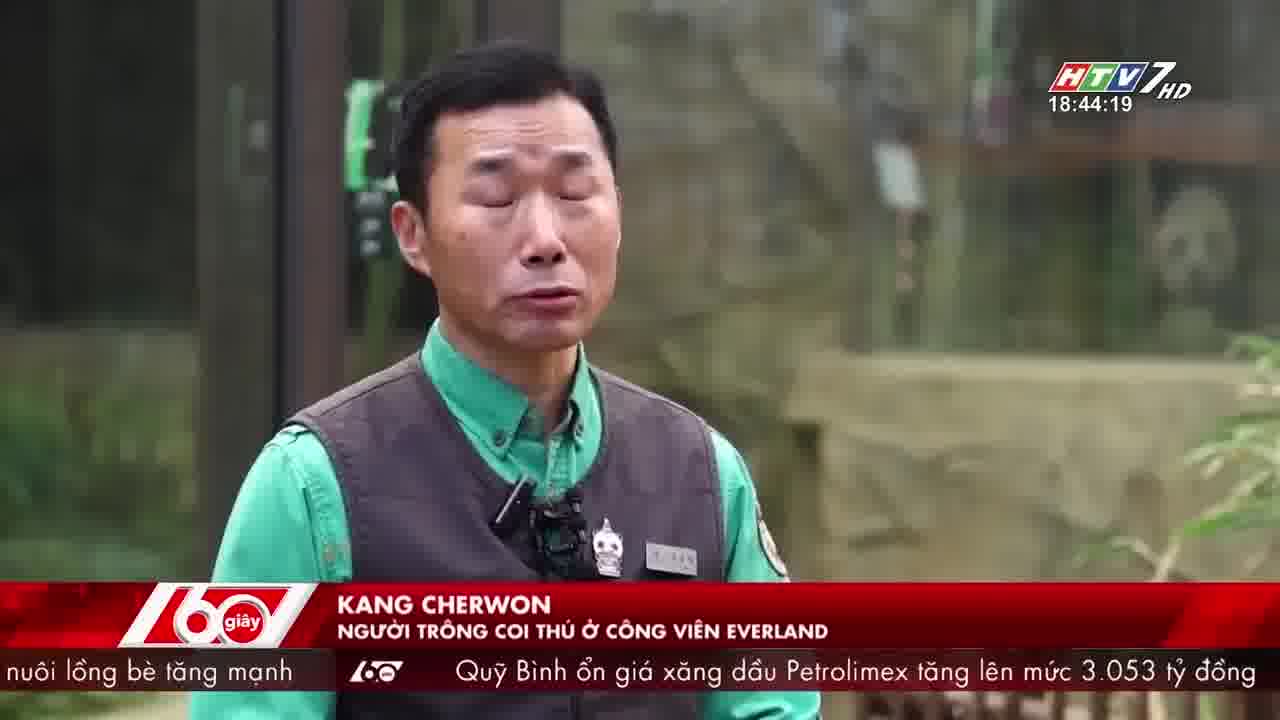 HTV7 HD
18:44:19
60 giây
KANG CHERWON
NGƯỜI TRÔNG COI THÚ Ở CÔNG VIÊN EVERLAND
nuôi lồng bè tăng mạnh
60 Quỹ Bình ổn giá xăng dầu Petrolimex tăng lên mức 3.053 tỷ đồng